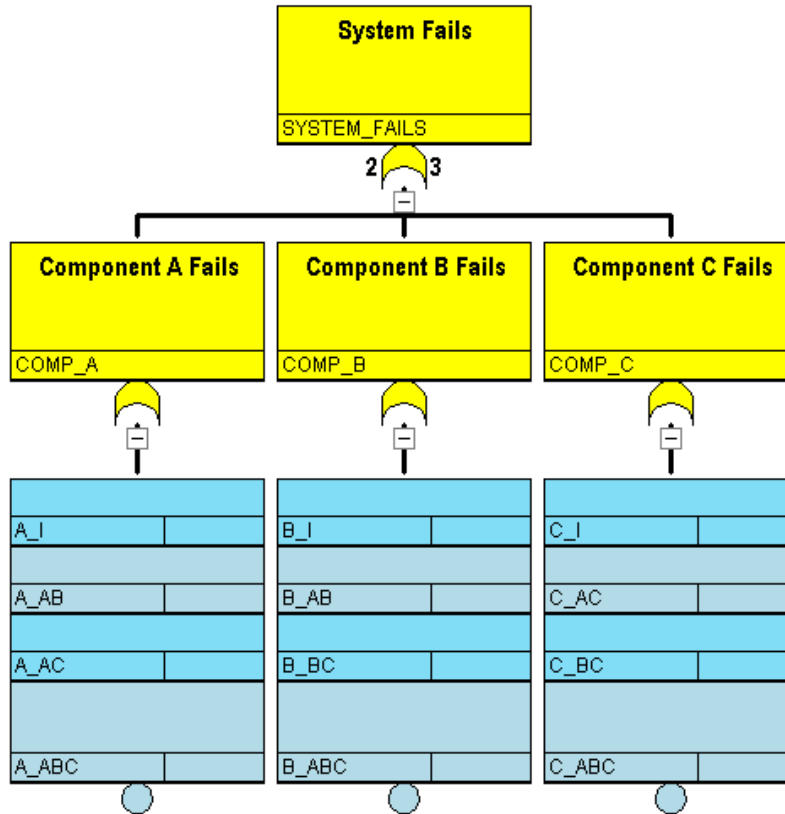 System Fails
SYSTEM_FAILS
2 3
Component A Fails Component B Fails Component C Fails
COMP_A COMP_B COMP_C
A_I B_I C_I
A_AB B_AB C_AC
A_AC B_BC C_BC
A_ABC B_ABC C_ABC